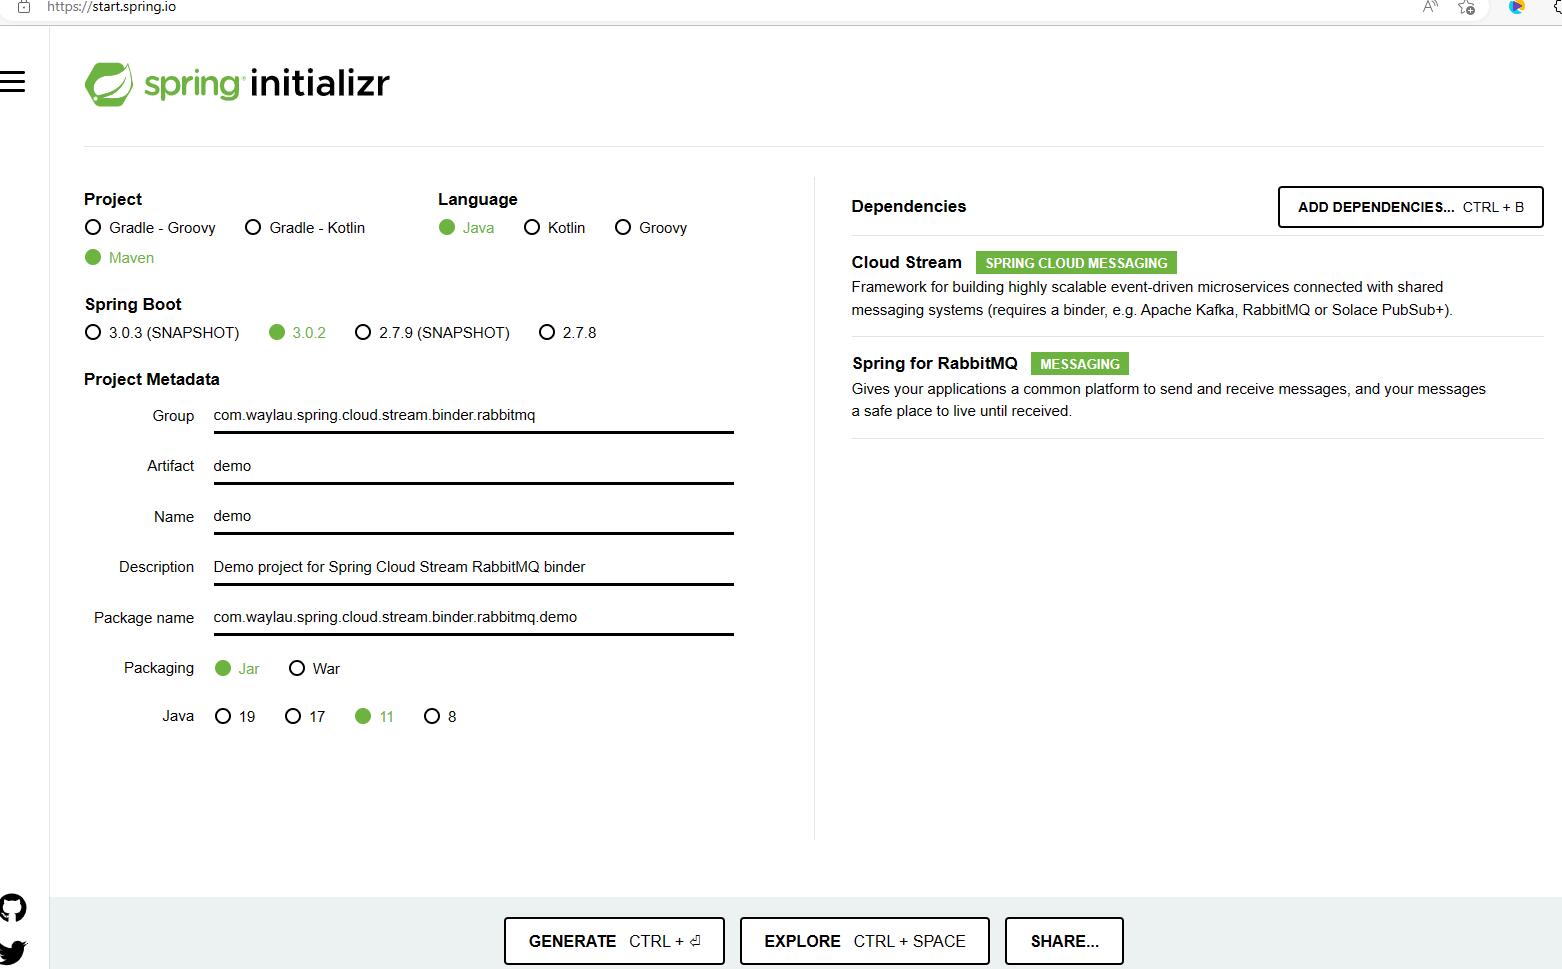 https://start.spring.io
spring initializr
Project
Gradle - Groovy
Gradle - Kotlin
Maven
Language
Java
Kotlin
Groovy
Spring Boot
3.0.3 (SNAPSHOT)
3.0.2
2.7.9 (SNAPSHOT)
2.7.8
Project Metadata
Group
com.waylau.spring.cloud.stream.binder.rabbitmq
Artifact
demo
Name
demo
Description
Demo project for Spring Cloud Stream RabbitMQ binder
Package name
com.waylau.spring.cloud.stream.binder.rabbitmq.demo
Packaging
Jar
War
Java
19
17
11
8
Dependencies
ADD DEPENDENCIES... CTRL + B
Cloud Stream SPRING CLOUD MESSAGING
Framework for building highly scalable event-driven microservices connected with shared
messaging systems (requires a binder, e.g. Apache Kafka, RabbitMQ or Solace PubSub+).
Spring for RabbitMQ MESSAGING
Gives your applications a common platform to send and receive messages, and your messages
a safe place to live until received.
GENERATE CTRL + ⏎
EXPLORE CTRL + SPACE
SHARE...